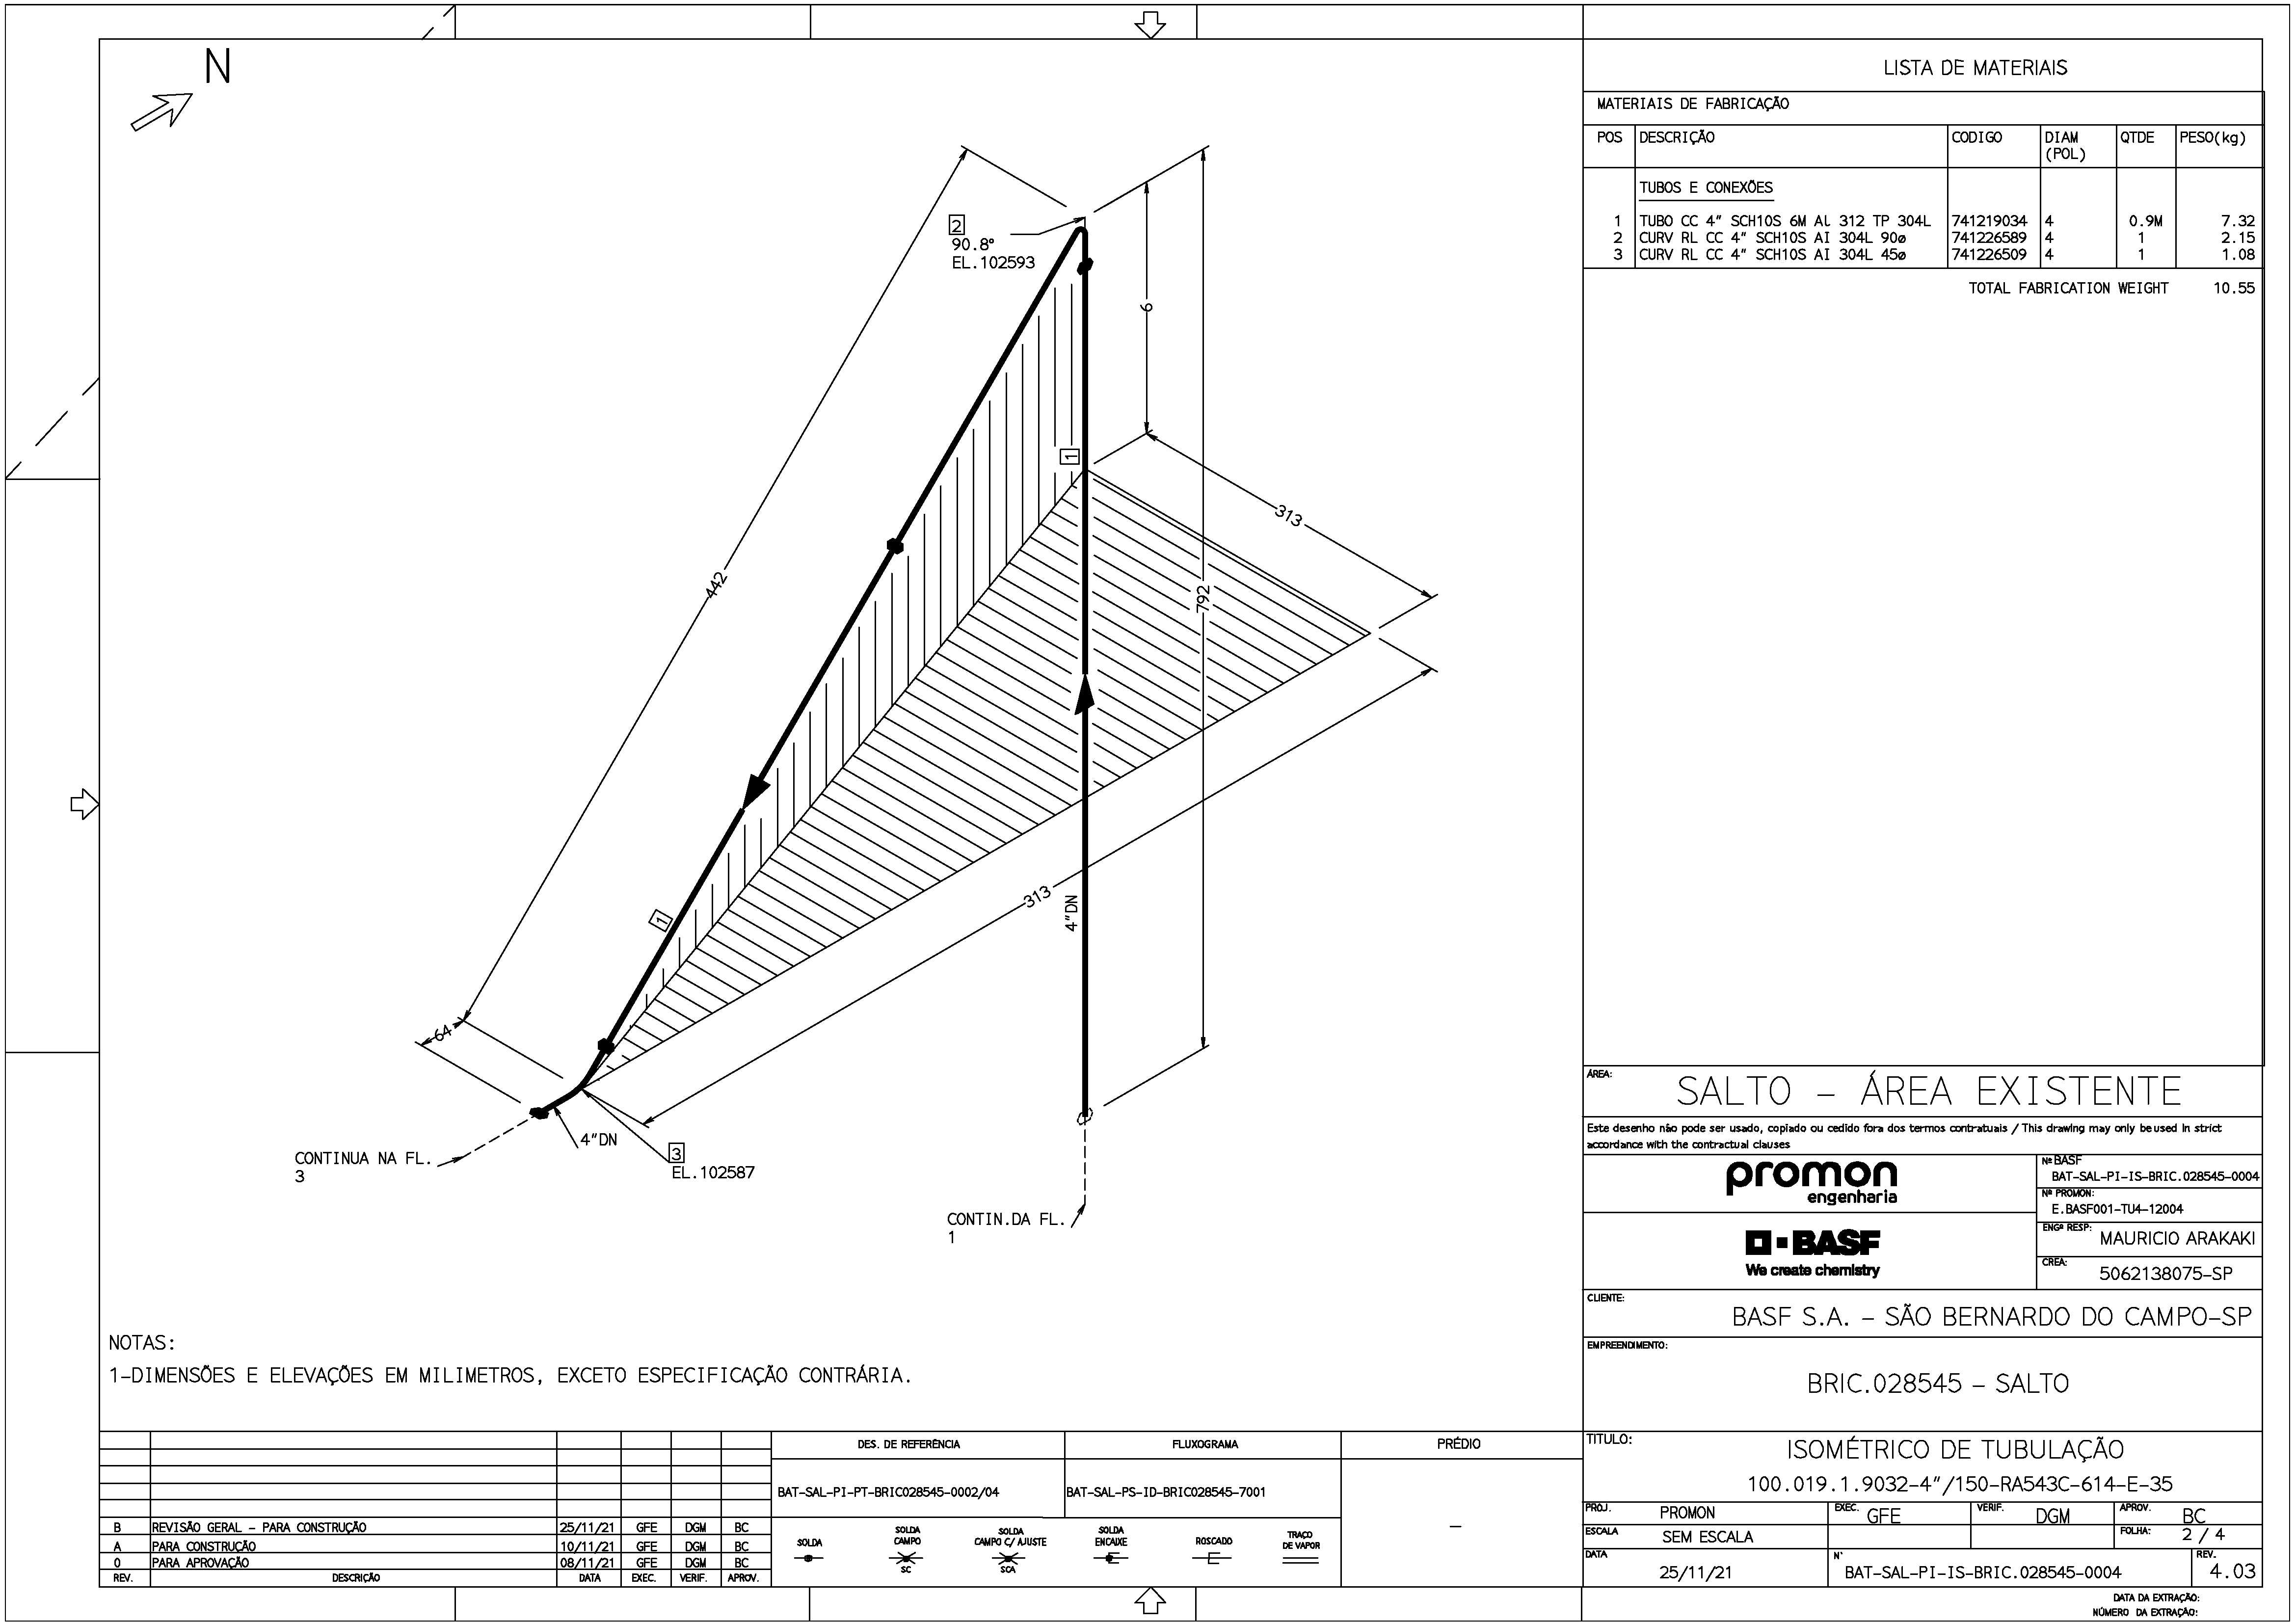 N
2
90.8º
EL.102593
6
1
313
442
792
313
4"DN
1
64
4"DN
3
EL.102587
CONTINUA NA FL.
3
CONTIN.DA FL.
1
NOTAS:
1-DIMENSÕES E ELEVAÇÕES EM MILIMETROS, EXCETO ESPECIFICAÇÃO CONTRÁRIA.
LISTA DE MATERIAIS
MATERIAIS DE FABRICAÇÃO
POS DESCRIÇÃO CODIGO DIAM (POL) QTDE PESO(kg)
TUBOS E CONEXÕES
1 TUBO CC 4" SCH10S 6M AL 312 TP 304L 741219034 4 0.9M 7.32
2 CURV RL CC 4" SCH10S AI 304L 90ø 741226589 4 1 2.15
3 CURV RL CC 4" SCH10S AI 304L 45ø 741226509 4 1 1.08
TOTAL FABRICATION WEIGHT 10.55
ÁREA:
SALTO - ÁREA EXISTENTE
Este desenho não pode ser usado, copiado ou cedido fora dos termos contratuais / This drawing may only be used in strict
accordance with the contractual clauses
promon
engenharia
Nº BASF
BAT-SAL-PI-IS-BRIC.028545-0004
Nº PROMON:
E.BASF001-TU4-12004
BASF
We create chemistry
ENGº RESP:
MAURICIO ARAKAKI
CREA:
5062138075-SP
CLIENTE:
BASF S.A. - SÃO BERNARDO DO CAMPO-SP
EMPREENDIMENTO:
BRIC.028545 - SALTO
TITULO:
ISOMÉTRICO DE TUBULAÇÃO
100.019.1.9032-4"/150-RA543C-614-E-35
PROJ. PROMON EXEC. GFE VERIF. DGM APROV. BC
ESCALA SEM ESCALA FOLHA: 2 / 4
DATA 25/11/21 N° BAT-SAL-PI-IS-BRIC.028545-0004 REV. 4.03
DATA DA EXTRAÇÃO:
NÚMERO DA EXTRAÇÃO:
B REVISÃO GERAL - PARA CONSTRUÇÃO 25/11/21 GFE DGM BC
A PARA CONSTRUÇÃO 10/11/21 GFE DGM BC
0 PARA APROVAÇÃO 08/11/21 GFE DGM BC
REV. DESCRIÇÃO DATA EXEC. VERIF. APROV.
DES. DE REFERÊNCIA FLUXOGRAMA PRÉDIO
BAT-SAL-PI-PT-BRIC028545-0002/04 BAT-SAL-PS-ID-BRIC028545-7001 -
SOLDA
SOLDA CAMPO
SC
SOLDA CAMPO C/ AJUSTE
SCA
SOLDA ENCAIXE
ROSCADO
TRAÇO DE VAPOR